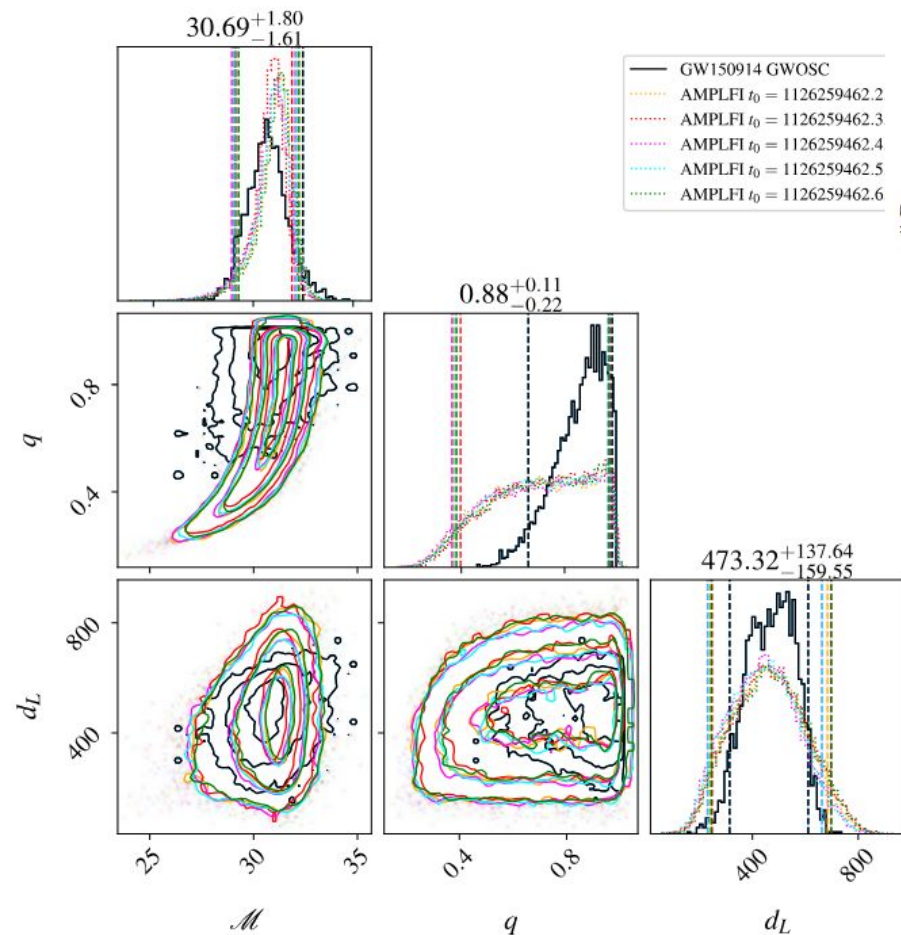 30.69+1.80−1.61
GW150914 GWOSC
AMPLFI t0 = 1126259462.2
AMPLFI t0 = 1126259462.3
AMPLFI t0 = 1126259462.4
AMPLFI t0 = 1126259462.5
AMPLFI t0 = 1126259462.6
0.88+0.11−0.22
0.8
q
0.4
473.32+137.64−159.55
800
dL
400
25 30 35 0.4 0.8 400 800
ℳ q dL